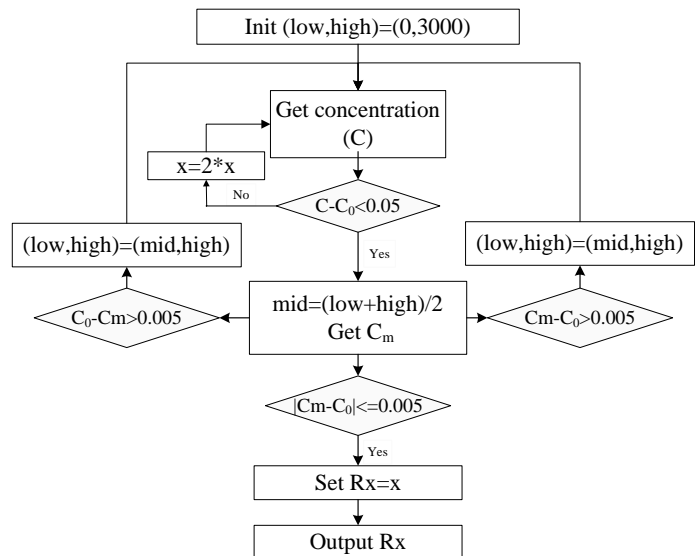 Init (low,high)=(0,3000)
Get concentration
(C)
x=2*x
No
C-C₀<0.05
Yes
(low,high)=(mid,high)
(low,high)=(mid,high)
mid=(low+high)/2
Get Cₘ
C₀-Cm>0.005
Cm-C₀>0.005
|Cm-C₀|<=0.005
Yes
Set Rx=x
Output Rx